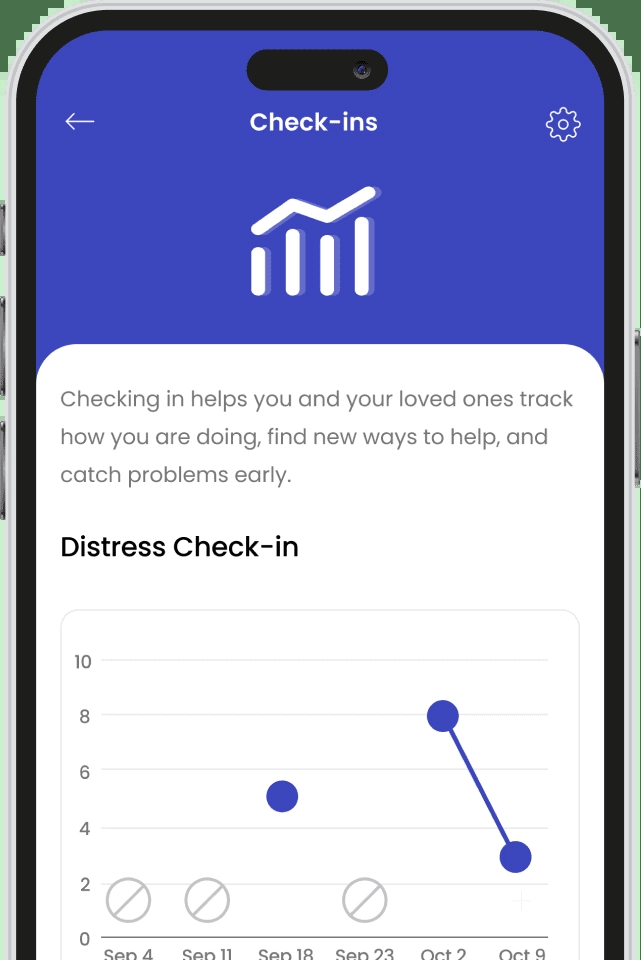 Check-ins
Checking in helps you and your loved ones track
how you are doing, find new ways to help, and
catch problems early.
Distress Check-in
10
8
6
4
2
0
Sep 4 Sep 11 Sep 18 Sep 23 Oct 2 Oct 9